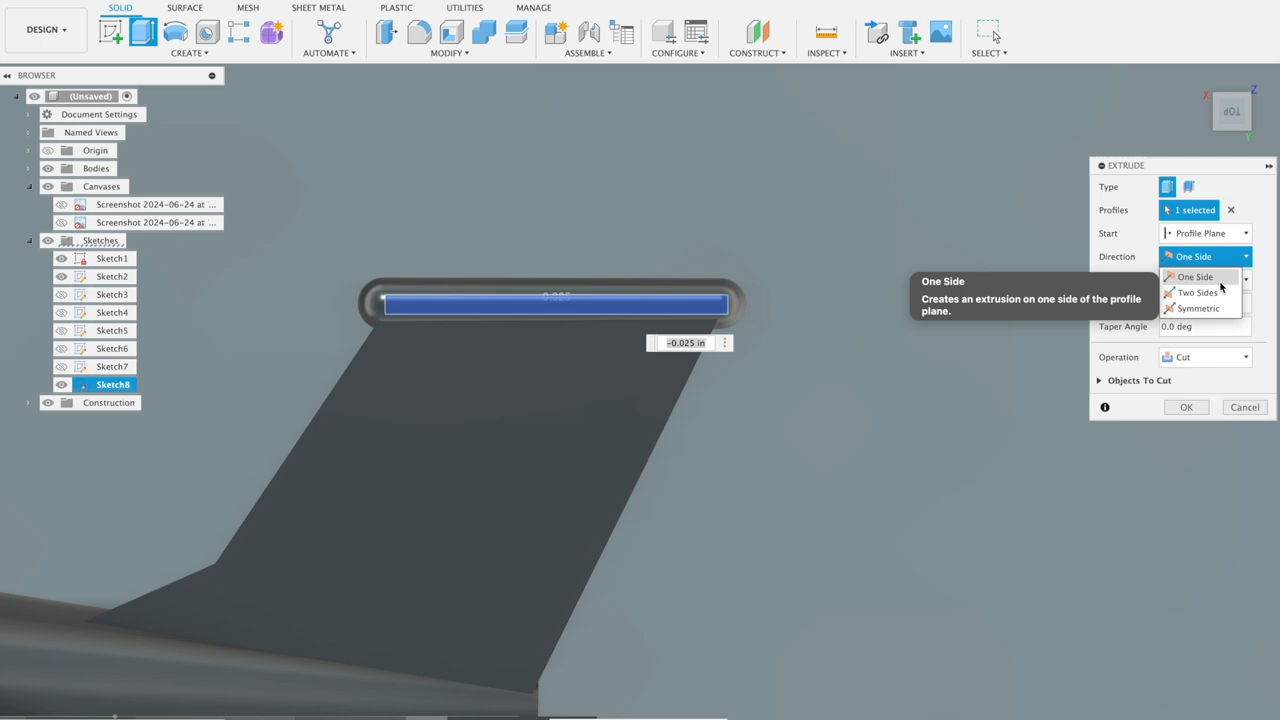 SOLID SURFACE MESH SHEET METAL PLASTIC UTILITIES MANAGE
DESIGN
CREATE AUTOMATE MODIFY ASSEMBLE CONFIGURE CONSTRUCT INSPECT INSERT SELECT
BROWSER
(Unsaved)
Document Settings
Named Views
Origin
Bodies
Canvases
Screenshot 2024-06-24 at ...
Screenshot 2024-06-24 at ...
Sketches
Sketch1
Sketch2
Sketch3
Sketch4
Sketch5
Sketch6
Sketch7
Sketch8
Construction
-0.025 in
X
Z
TOP
Y
One Side
Creates an extrusion on one side of the profile
plane.
EXTRUDE
Type
Profiles 1 selected
Start Profile Plane
Direction One Side
One Side
Two Sides
Symmetric
Taper Angle 0.0 deg
Operation Cut
Objects To Cut
OK Cancel